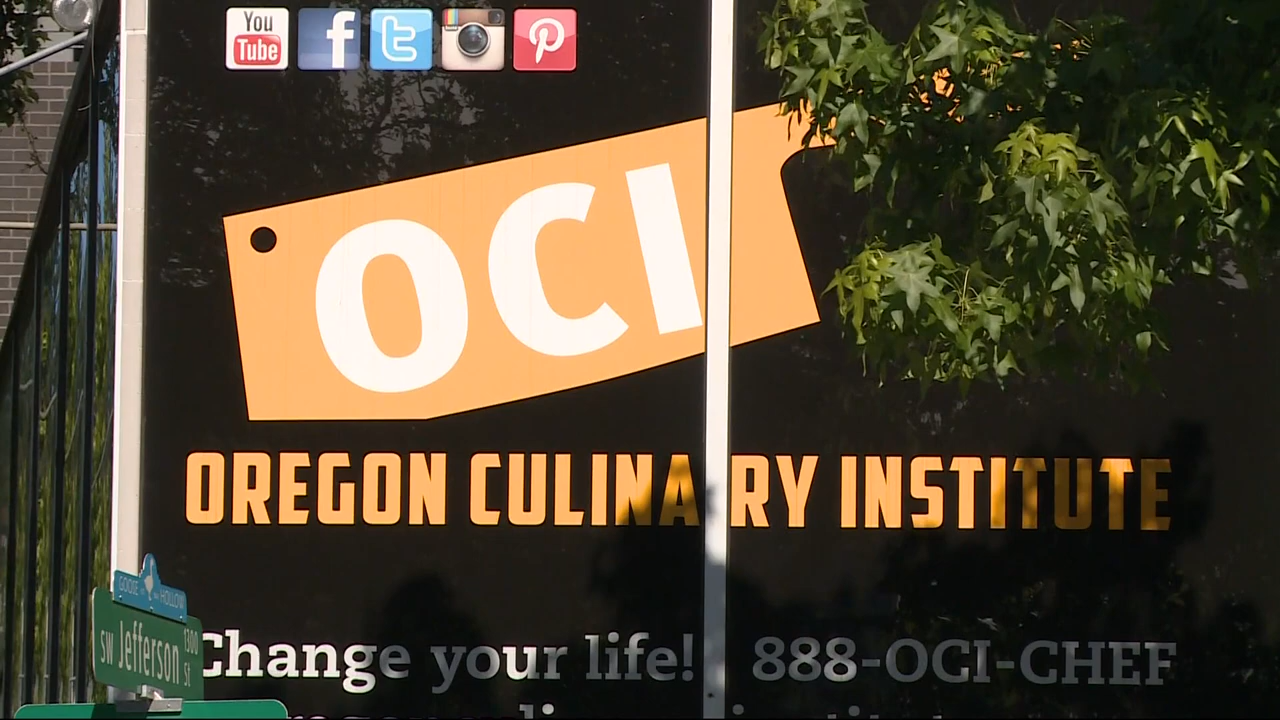 You
Tube
OCI
OREGON CULINARY INSTITUTE
GOOSE HOLLOW
SW Jefferson St 1300
Change your life! 888-OCI-CHEF